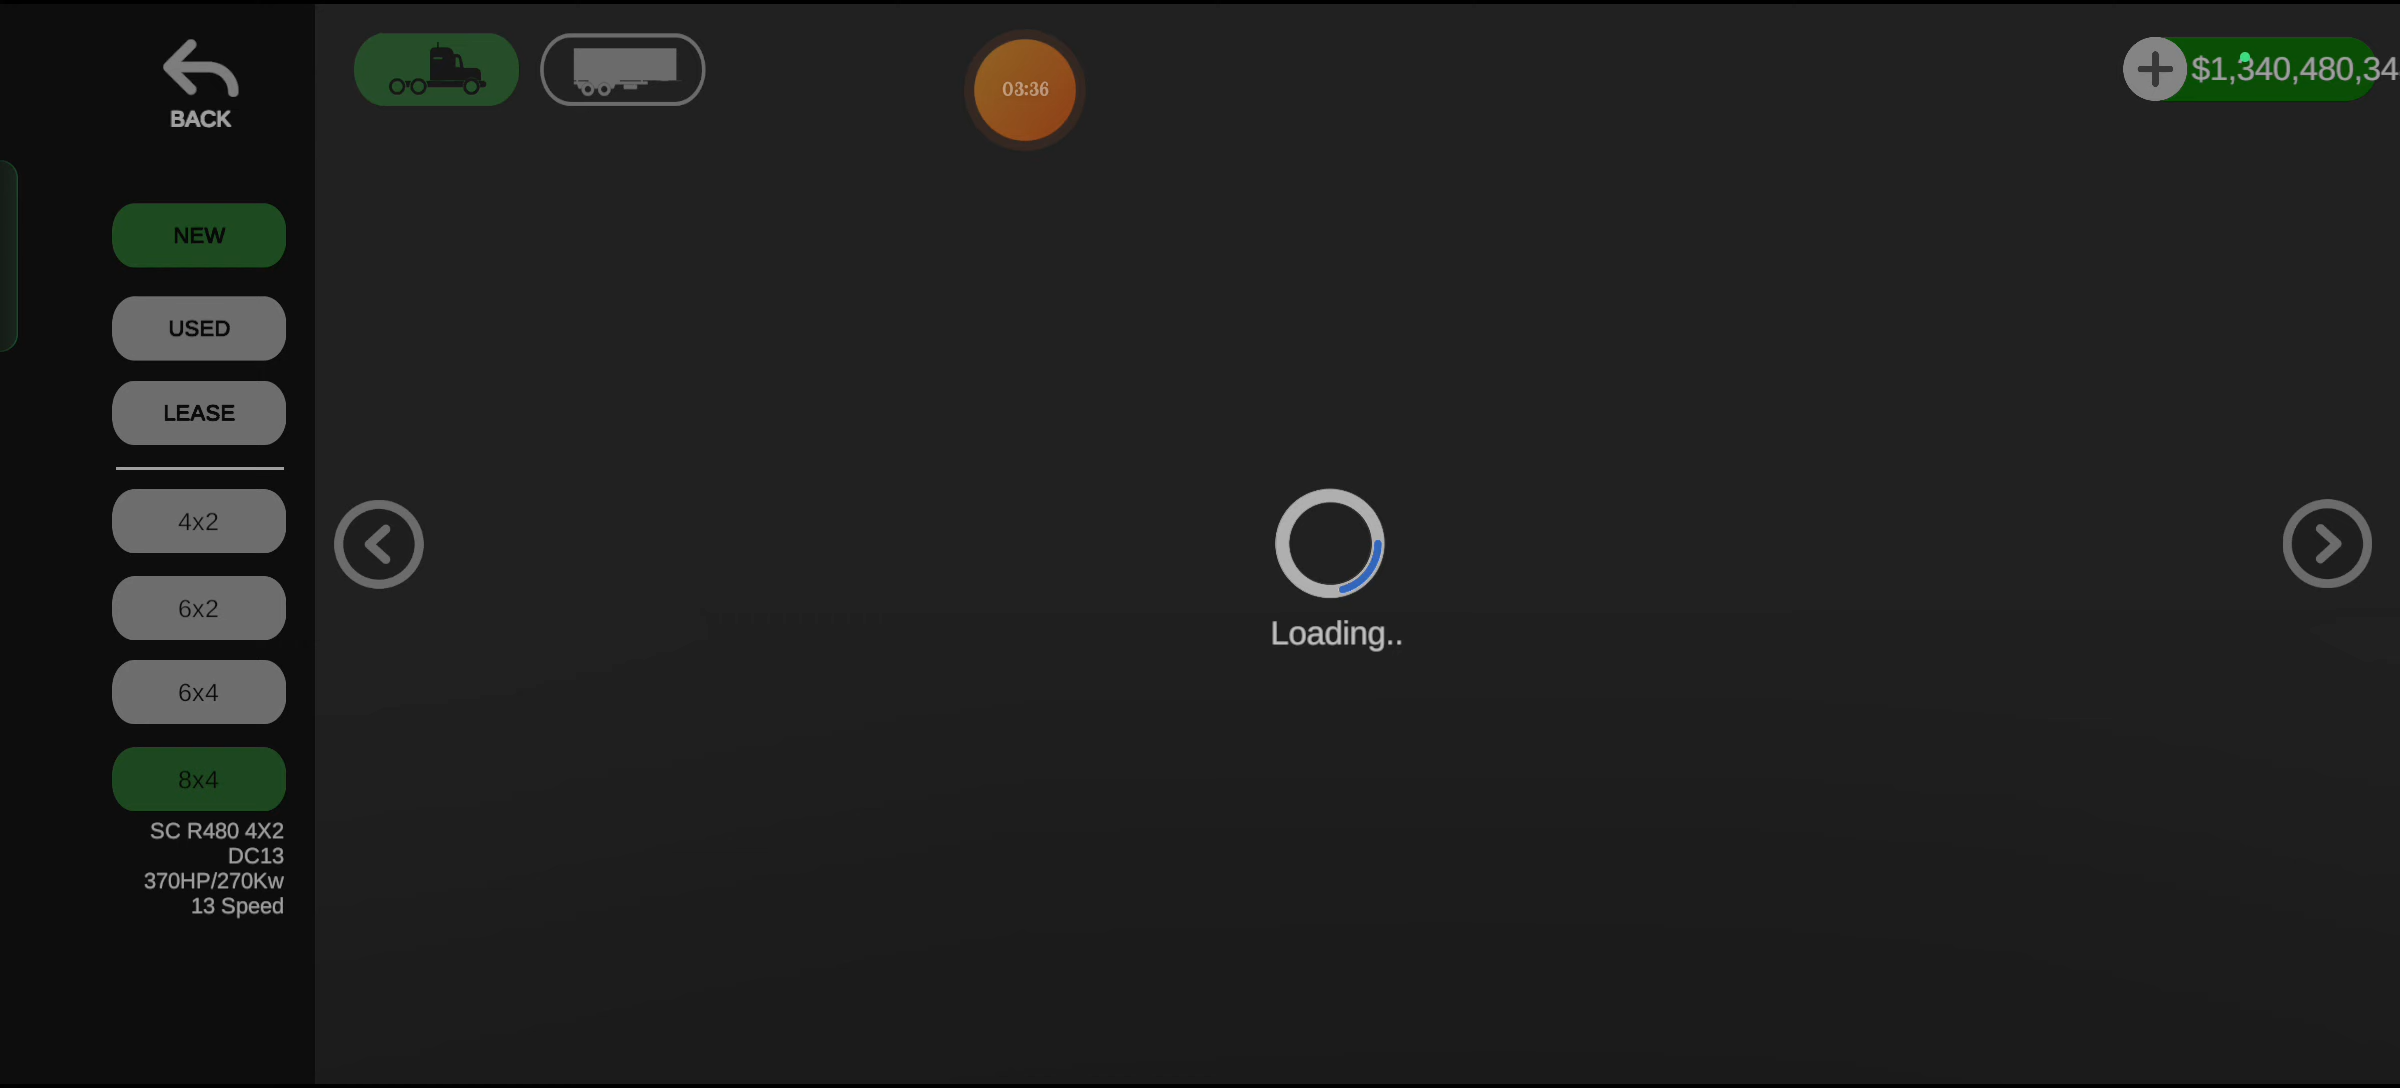 BACK
03:36
$1,340,480,34
NEW
USED
LEASE
4x2
6x2
6x4
8x4
SC R480 4X2
DC13
370HP/270Kw
13 Speed
Loading..